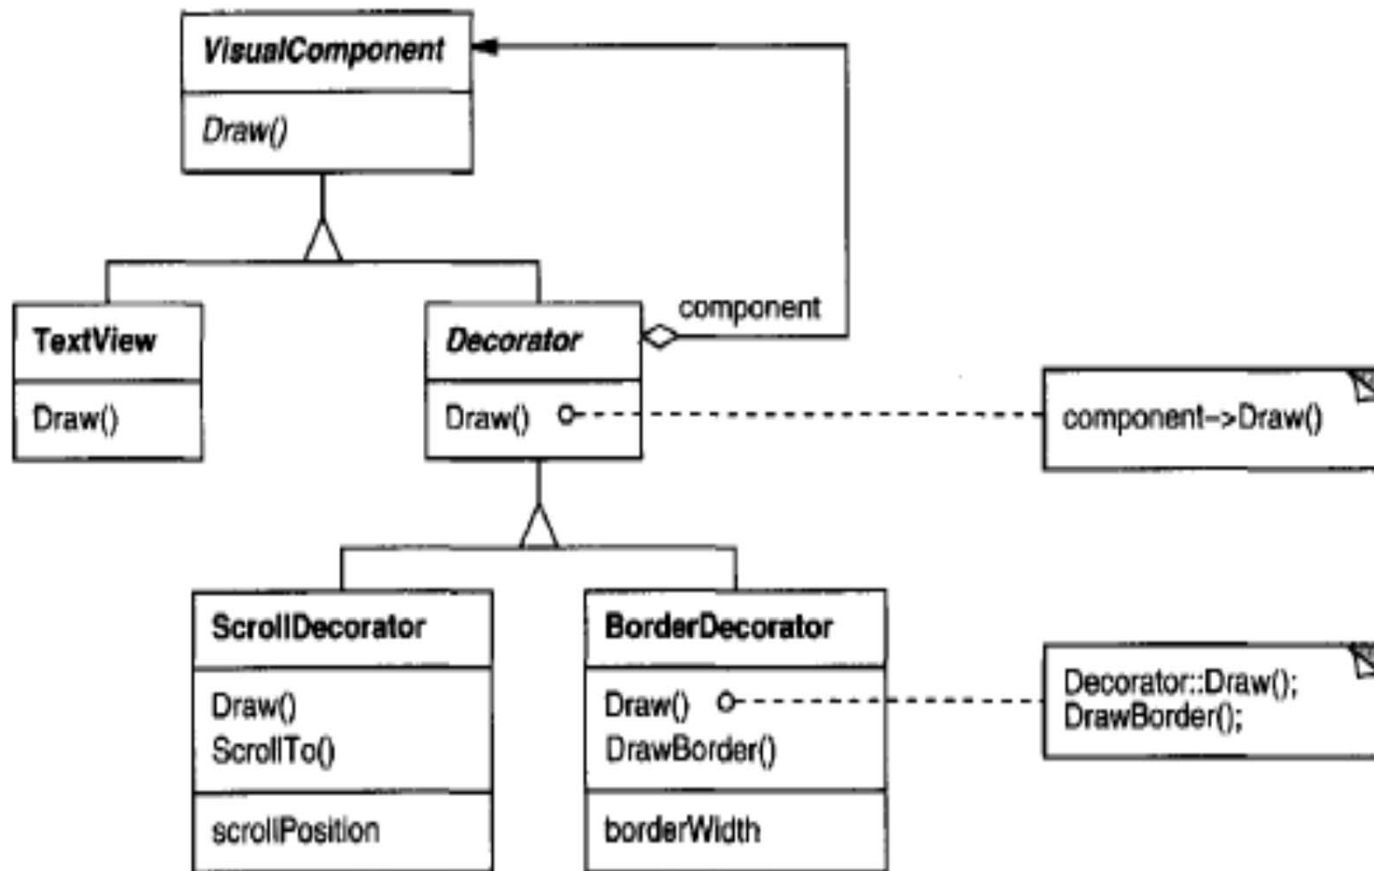 VisualComponent
Draw()
component
TextView
Draw()
Decorator
Draw()
component->Draw()
ScrollDecorator
Draw()
ScrollTo()
scrollPosition
BorderDecorator
Draw()
DrawBorder()
borderWidth
Decorator::Draw();
DrawBorder();